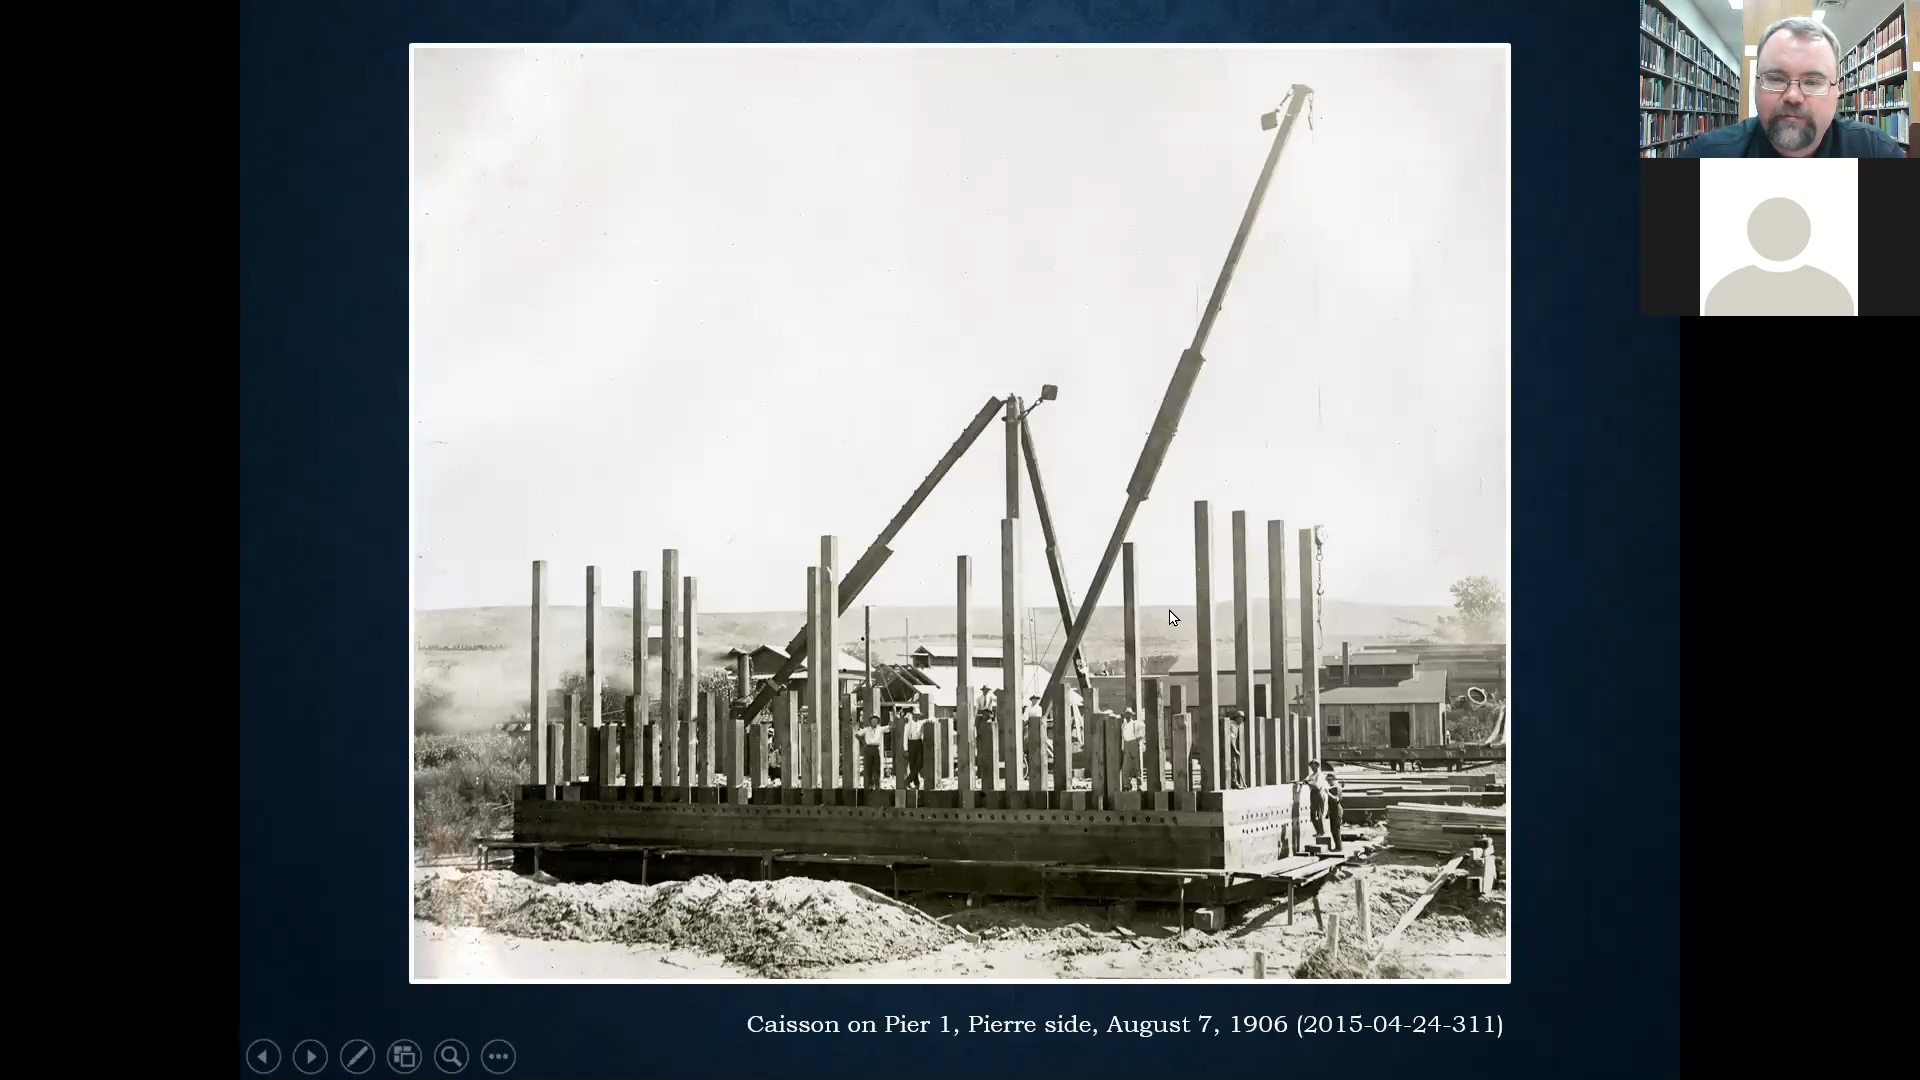 Caisson on Pier 1, Pierre side, August 7, 1906 (2015-04-24-311)